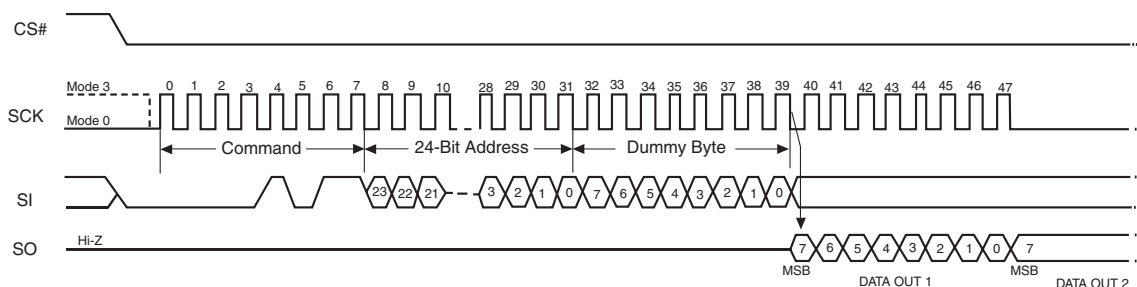 CS#
Mode 3
0 1 2 3 4 5 6 7 8 9 10 28 29 30 31 32 33 34 35 36 37 38 39 40 41 42 43 44 45 46 47
SCK
Mode 0
Command 24-Bit Address Dummy Byte
SI
23 22 21 3 2 1 0 7 6 5 4 3 2 1 0
SO
Hi-Z
7 6 5 4 3 2 1 0 7
MSB DATA OUT 1 MSB DATA OUT 2